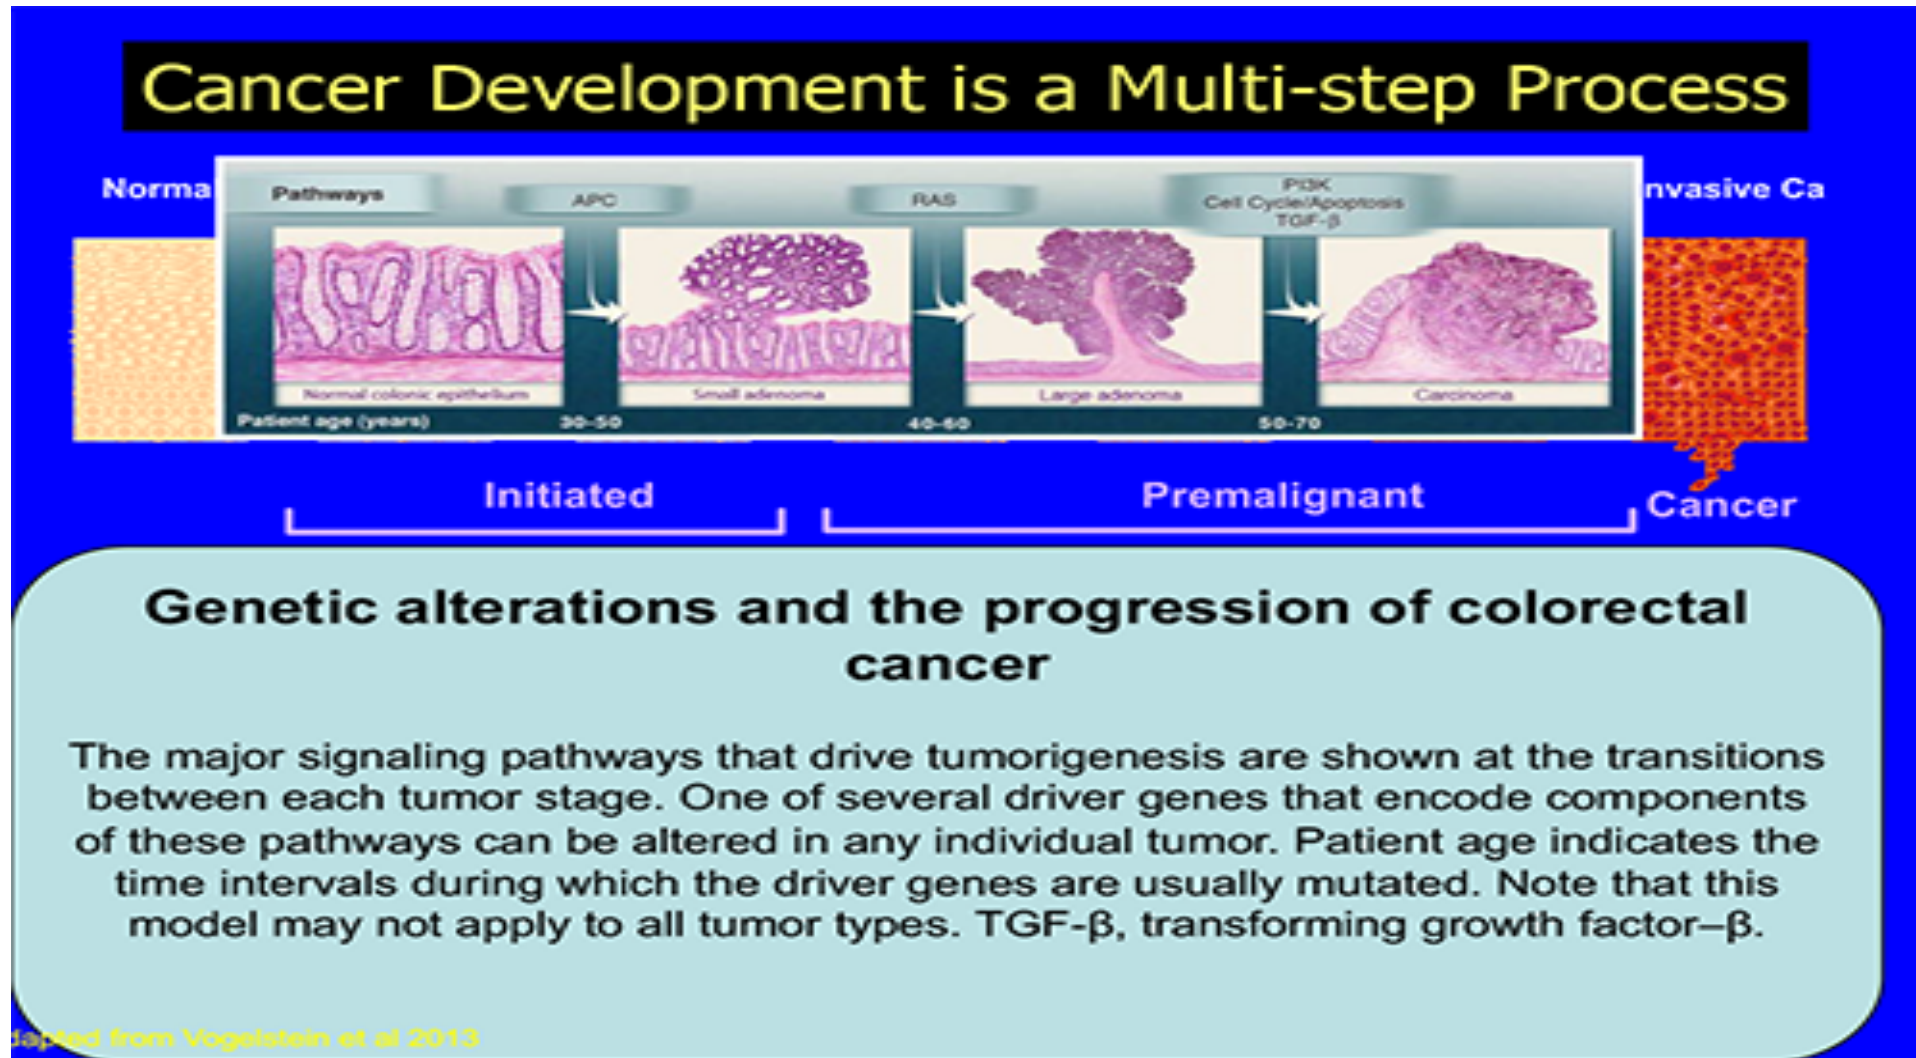 Cancer Development is a Multi-step Process
Norma
nvasive Ca
Pathways
APC
RAS
PI3K
Cell Cycle/Apoptosis
TGF-β
Normal colonic epithelium
Small adenoma
Large adenoma
Carcinoma
Patient age (years)
30-50
40-60
50-70
Initiated
Premalignant
Cancer
Genetic alterations and the progression of colorectal
cancer
The major signaling pathways that drive tumorigenesis are shown at the transitions
between each tumor stage. One of several driver genes that encode components
of these pathways can be altered in any individual tumor. Patient age indicates the
time intervals during which the driver genes are usually mutated. Note that this
model may not apply to all tumor types. TGF-β, transforming growth factor–β.
dapted from Vogelstein et al 2013